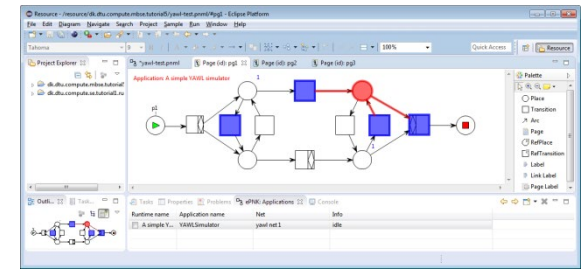 Resource - /resource/dk.dtu.compute.mbse.tutorial5/yawl-test.pnml#pg1 - Eclipse Platform
File Edit Diagram Navigate Search Project Sample Run Window Help
Tahoma 9 100% Quick Access Resource
Project Explorer
dk.dtu.compute.mbse.tutorial
dk.dtu.compute.se.tutorial1.ru
*yawl-test.pnml Page (id): pg1 Page (id): pg2 Page (id): pg3
Application: A simple YAWL simulator
1
p1
1
Palette
Place
Transition
Arc
Page
RefPlace
RefTransition
Label
Link Label
Page Label
Outli... Task...
Tasks Properties Problems ePNK: Applications Console
Runtime name Application name Net Info
A simple Y... YAWLSimulator yawl net 1 idle